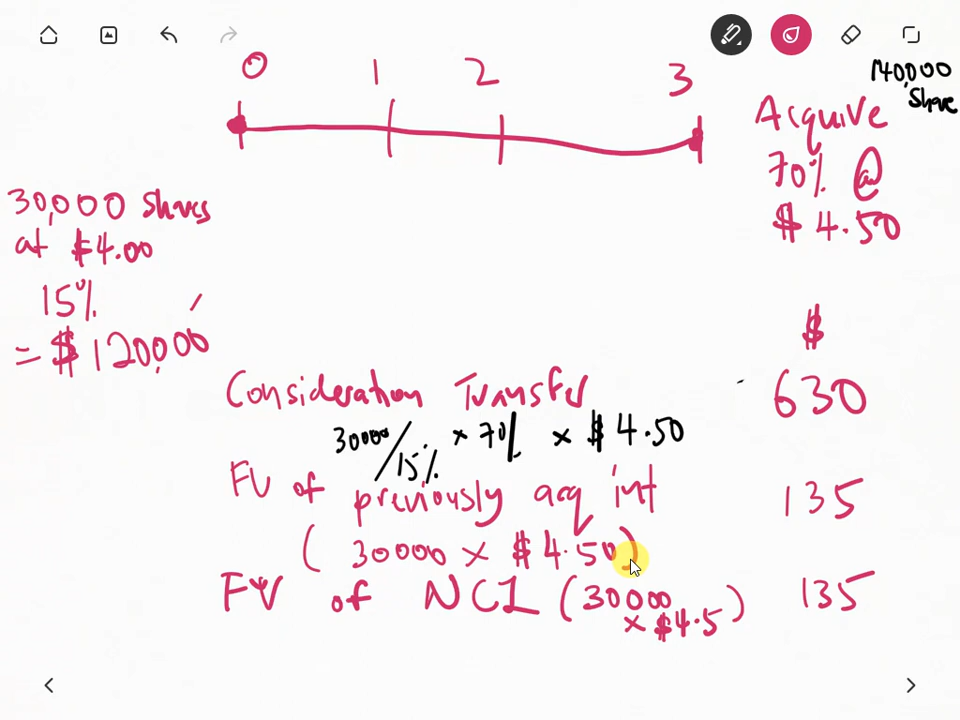 0 1 2 3
140,000
Share
Acquire
70% @
$ 4.50
30,000 Shares
at $4.00
15%
= $120,000
$
Consideration Transfer 630
30000/15% x 70% x $4.50
FV of previously acq int 135
(30000 x $4.50)
FV of NCI (30000 x $4.5) 135